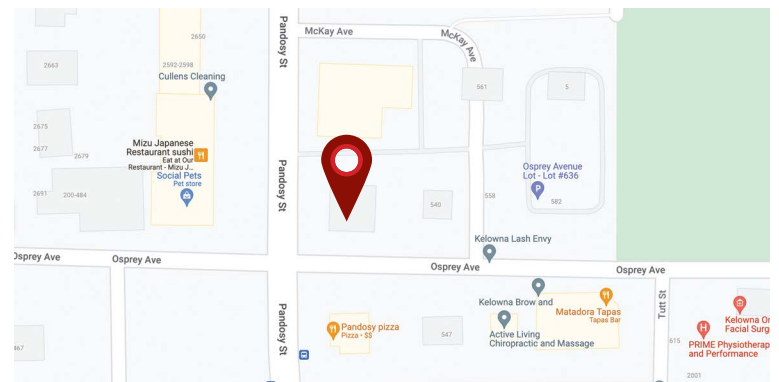 McKay Ave
McKay Ave
Pandosy St
2650
2663
2592-2598
Cullens Cleaning
561
5
2675
2677
2679
Mizu Japanese
Restaurant sushi
Eat at Our
Restaurant - Mizu J...
Social Pets
Pet store
Pandosy St
Osprey Avenue
Lot - Lot #636
P
2691
200-484
540
558
582
Kelowna Lash Envy
Osprey Ave
Osprey Ave
Osprey Ave
Osprey Ave
Tutt St
Pandosy St
Kelowna Brow and
Matadora Tapas
Tapas Bar
Pandosy pizza
Pizza • $$
547
Active Living
Chiropractic and Massage
Kelowna Or
Facial Surg
H
615
PRIME Physiotherap
and Performance
467
2001